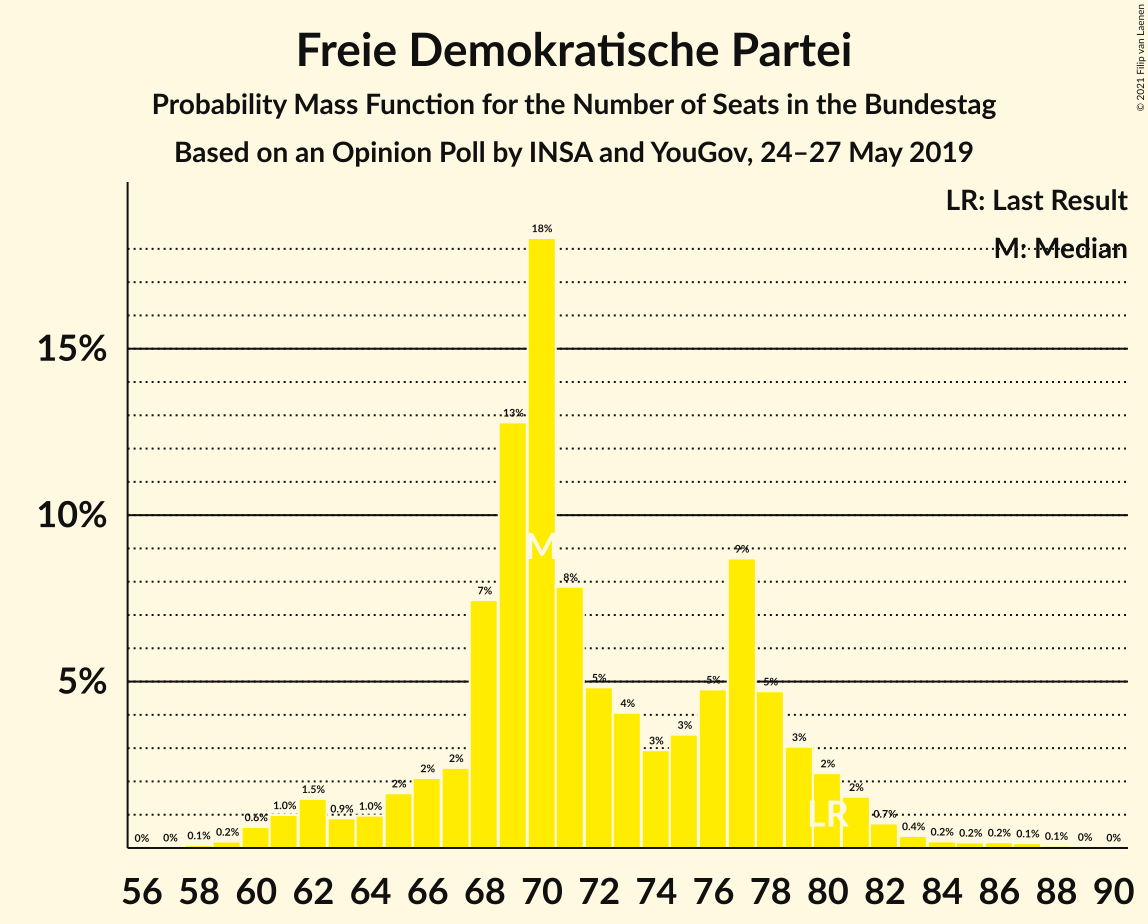 Freie Demokratische Partei
Probability Mass Function for the Number of Seats in the Bundestag
Based on an Opinion Poll by INSA and YouGov, 24–27 May 2019
© 2021 Filip van Laenen
LR: Last Result
M: Median
15%
10%
5%
0% 0% 0.1% 0.2% 0.6% 1.0% 1.5% 0.9% 1.0% 2% 2% 2% 7% 13% 18% 8% 5% 4% 3% 3% 5% 9% 5% 3% 2% 2% 0.7% 0.4% 0.2% 0.2% 0.2% 0.1% 0.1% 0% 0%
M
LR
56 58 60 62 64 66 68 70 72 74 76 78 80 82 84 86 88 90